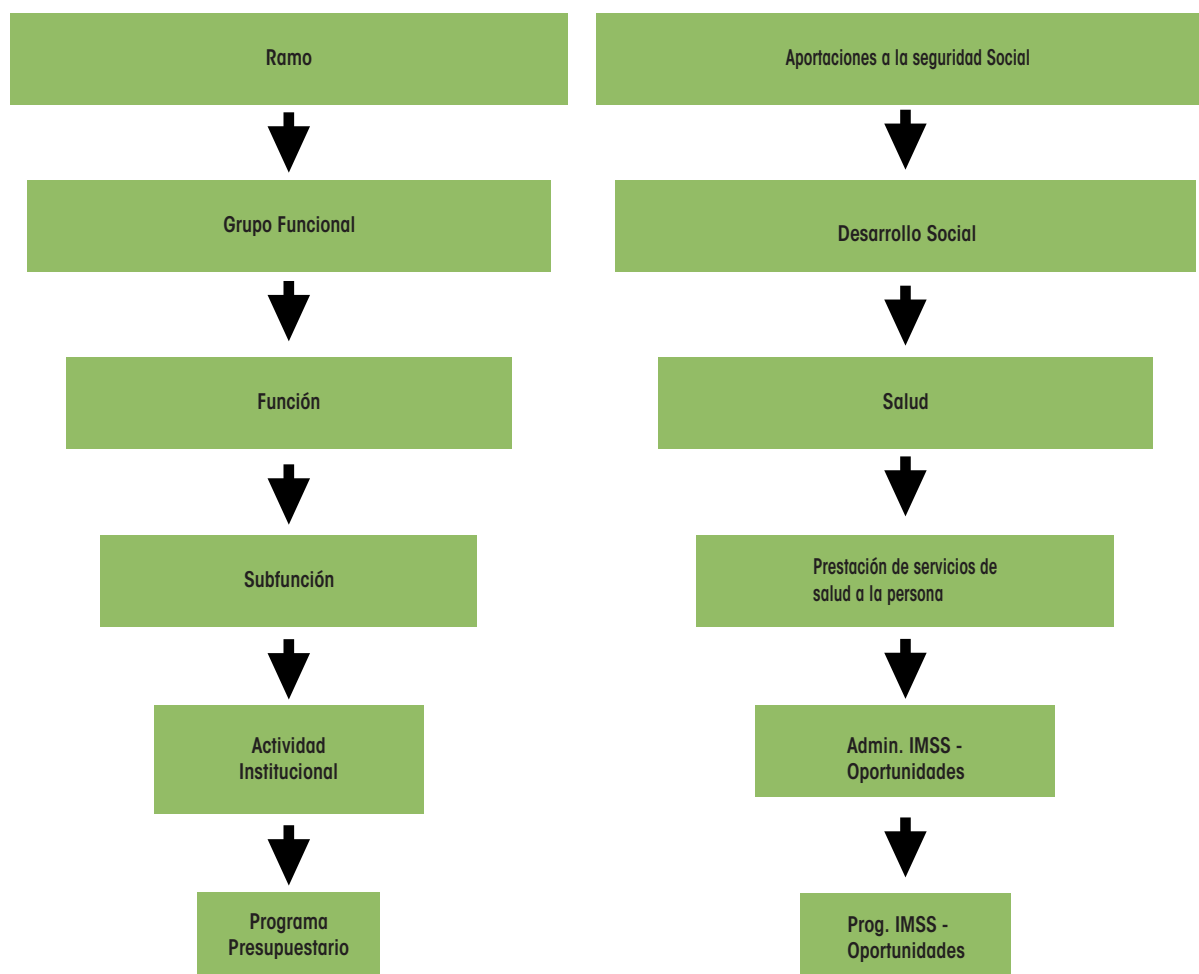 Ramo
Aportaciones a la seguridad Social
Grupo Funcional
Desarrollo Social
Función
Salud
Subfunción
Prestación de servicios de
salud a la persona
Actividad
Institucional
Admin. IMSS -
Oportunidades
Programa
Presupuestario
Prog. IMSS -
Oportunidades